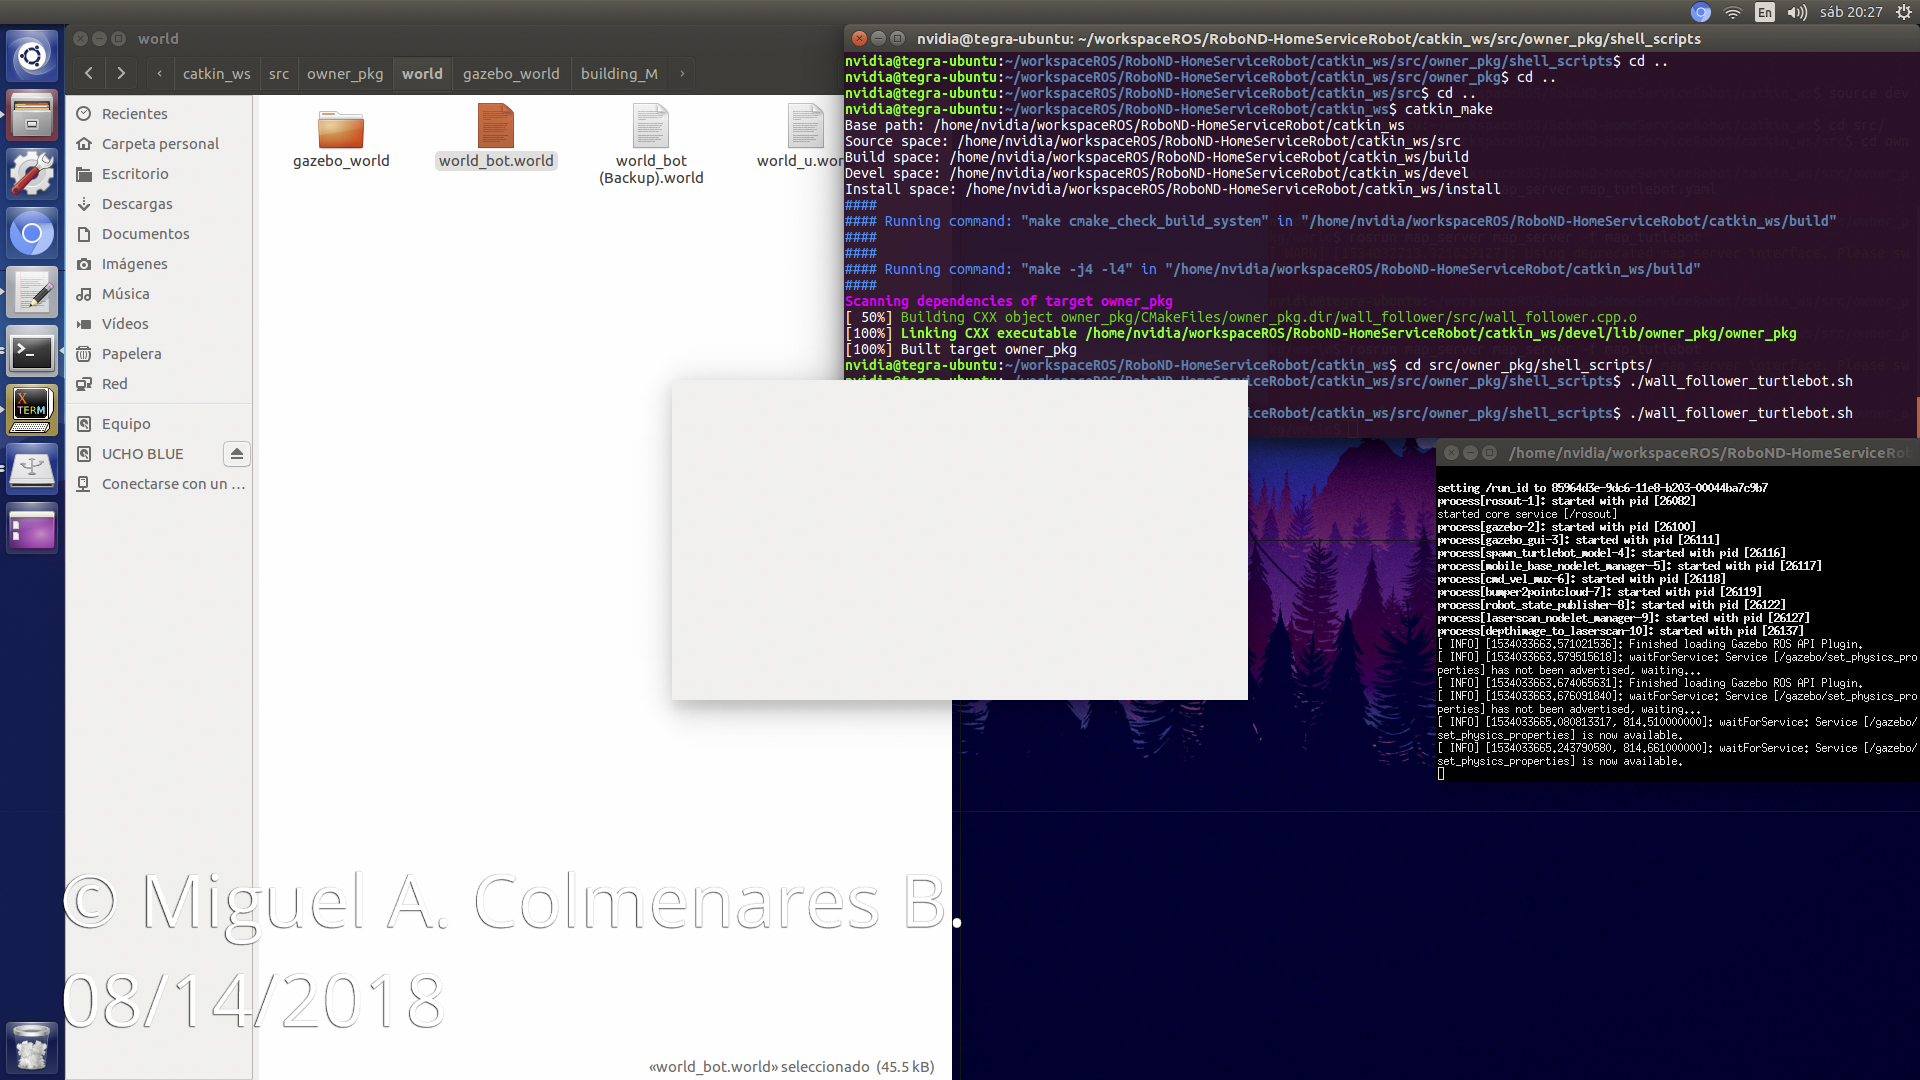 En
sáb 20:27
world
catkin_ws
src
owner_pkg
world
gazebo_world
building_M
Recientes
Carpeta personal
Escritorio
Descargas
Documentos
Imágenes
Música
Vídeos
Papelera
Red
Equipo
UCHO BLUE
Conectarse con un ...
gazebo_world
world_bot.world
world_bot
(Backup).world
world_u.wor
«world_bot.world» seleccionado (45.5 kB)
X
TERM
nvidia@tegra-ubuntu: ~/workspaceROS/RoboND-HomeServiceRobot/catkin_ws/src/owner_pkg/shell_scripts
nvidia@tegra-ubuntu:~/workspaceROS/RoboND-HomeServiceRobot/catkin_ws/src/owner_pkg/shell_scripts$ cd ..
nvidia@tegra-ubuntu:~/workspaceROS/RoboND-HomeServiceRobot/catkin_ws/src/owner_pkg$ cd ..
nvidia@tegra-ubuntu:~/workspaceROS/RoboND-HomeServiceRobot/catkin_ws/src$ cd ..
nvidia@tegra-ubuntu:~/workspaceROS/RoboND-HomeServiceRobot/catkin_ws$ catkin_make
Base path: /home/nvidia/workspaceROS/RoboND-HomeServiceRobot/catkin_ws
Source space: /home/nvidia/workspaceROS/RoboND-HomeServiceRobot/catkin_ws/src
Build space: /home/nvidia/workspaceROS/RoboND-HomeServiceRobot/catkin_ws/build
Devel space: /home/nvidia/workspaceROS/RoboND-HomeServiceRobot/catkin_ws/devel
Install space: /home/nvidia/workspaceROS/RoboND-HomeServiceRobot/catkin_ws/install
####
#### Running command: "make cmake_check_build_system" in "/home/nvidia/workspaceROS/RoboND-HomeServiceRobot/catkin_ws/build"
####
####
#### Running command: "make -j4 -l4" in "/home/nvidia/workspaceROS/RoboND-HomeServiceRobot/catkin_ws/build"
####
Scanning dependencies of target owner_pkg
[ 50%] Building CXX object owner_pkg/CMakeFiles/owner_pkg.dir/wall_follower/src/wall_follower.cpp.o
[100%] Linking CXX executable /home/nvidia/workspaceROS/RoboND-HomeServiceRobot/catkin_ws/devel/lib/owner_pkg/owner_pkg
[100%] Built target owner_pkg
nvidia@tegra-ubuntu:~/workspaceROS/RoboND-HomeServiceRobot/catkin_ws$ cd src/owner_pkg/shell_scripts/
iceRobot/catkin_ws/src/owner_pkg/shell_scripts$ ./wall_follower_turtlebot.sh
iceRobot/catkin_ws/src/owner_pkg/shell_scripts$ ./wall_follower_turtlebot.sh
/home/nvidia/workspaceROS/RoboND-HomeServiceRob
setting /run_id to 85964d3e-9dc6-11e8-b203-00044ba7c9b7
process[rosout-1]: started with pid [26082]
started core service [/rosout]
process[gazebo-2]: started with pid [26100]
process[gazebo_gui-3]: started with pid [26111]
process[spawn_turtlebot_model-4]: started with pid [26116]
process[mobile_base_nodelet_manager-5]: started with pid [26117]
process[cmd_vel_mux-6]: started with pid [26118]
process[bumper2pointcloud-7]: started with pid [26119]
process[robot_state_publisher-8]: started with pid [26122]
process[laserscan_nodelet_manager-9]: started with pid [26127]
process[depthimage_to_laserscan-10]: started with pid [26137]
[ INFO] [1534033663.571021536]: Finished loading Gazebo ROS API Plugin.
[ INFO] [1534033663.579515618]: waitForService: Service [/gazebo/set_physics_pro
perties] has not been advertised, waiting...
[ INFO] [1534033663.674065631]: Finished loading Gazebo ROS API Plugin.
[ INFO] [1534033663.676091840]: waitForService: Service [/gazebo/set_physics_pro
perties] has not been advertised, waiting...
[ INFO] [1534033665.080813317, 814.510000000]: waitForService: Service [/gazebo/
set_physics_properties] is now available.
[ INFO] [1534033665.243790580, 814.661000000]: waitForService: Service [/gazebo/
set_physics_properties] is now available.
© Miguel A. Colmenares B.
08/14/2018